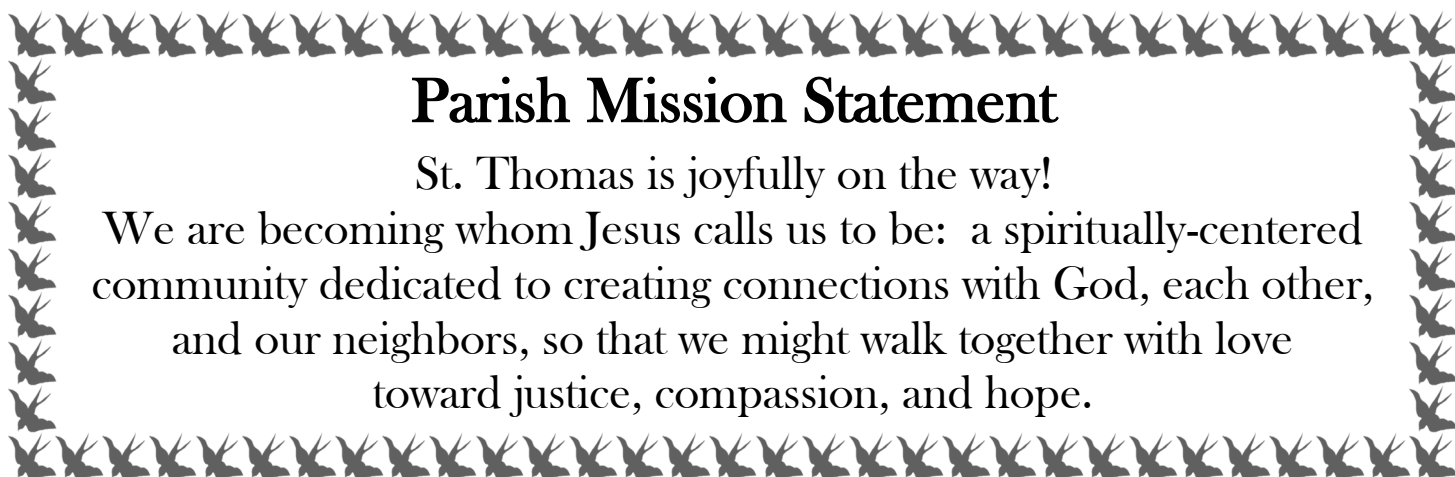 Parish Mission Statement
St. Thomas is joyfully on the way!
We are becoming whom Jesus calls us to be:  a spiritually-centered
community dedicated to creating connections with God, each other,
and our neighbors, so that we might walk together with love
toward justice, compassion, and hope.